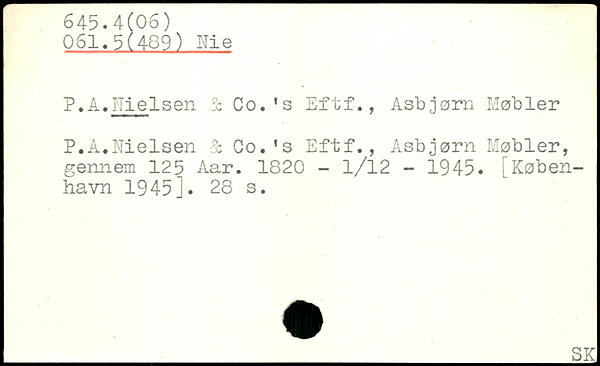 645.4(06)
061.5(489) Nie
P.A.Nielsen & Co.'s Eftf., Asbjørn Møbler
P.A.Nielsen & Co.'s Eftf., Asbjørn Møbler,
gennem 125 Aar. 1820 - 1/12 - 1945. [Køben-
havn 1945]. 28 s.
SK